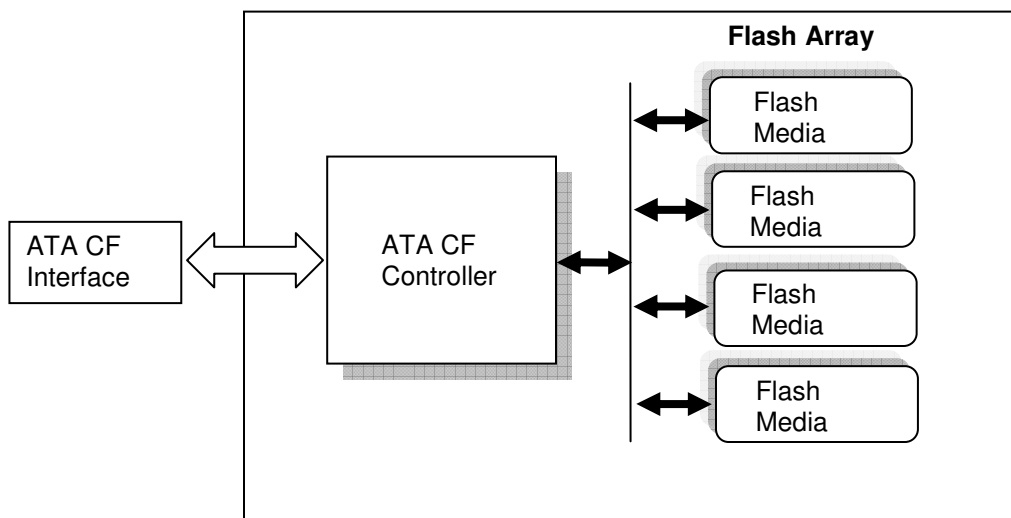 Flash Array
Flash
Media
Flash
Media
ATA CF
Interface
ATA CF
Controller
Flash
Media
Flash
Media